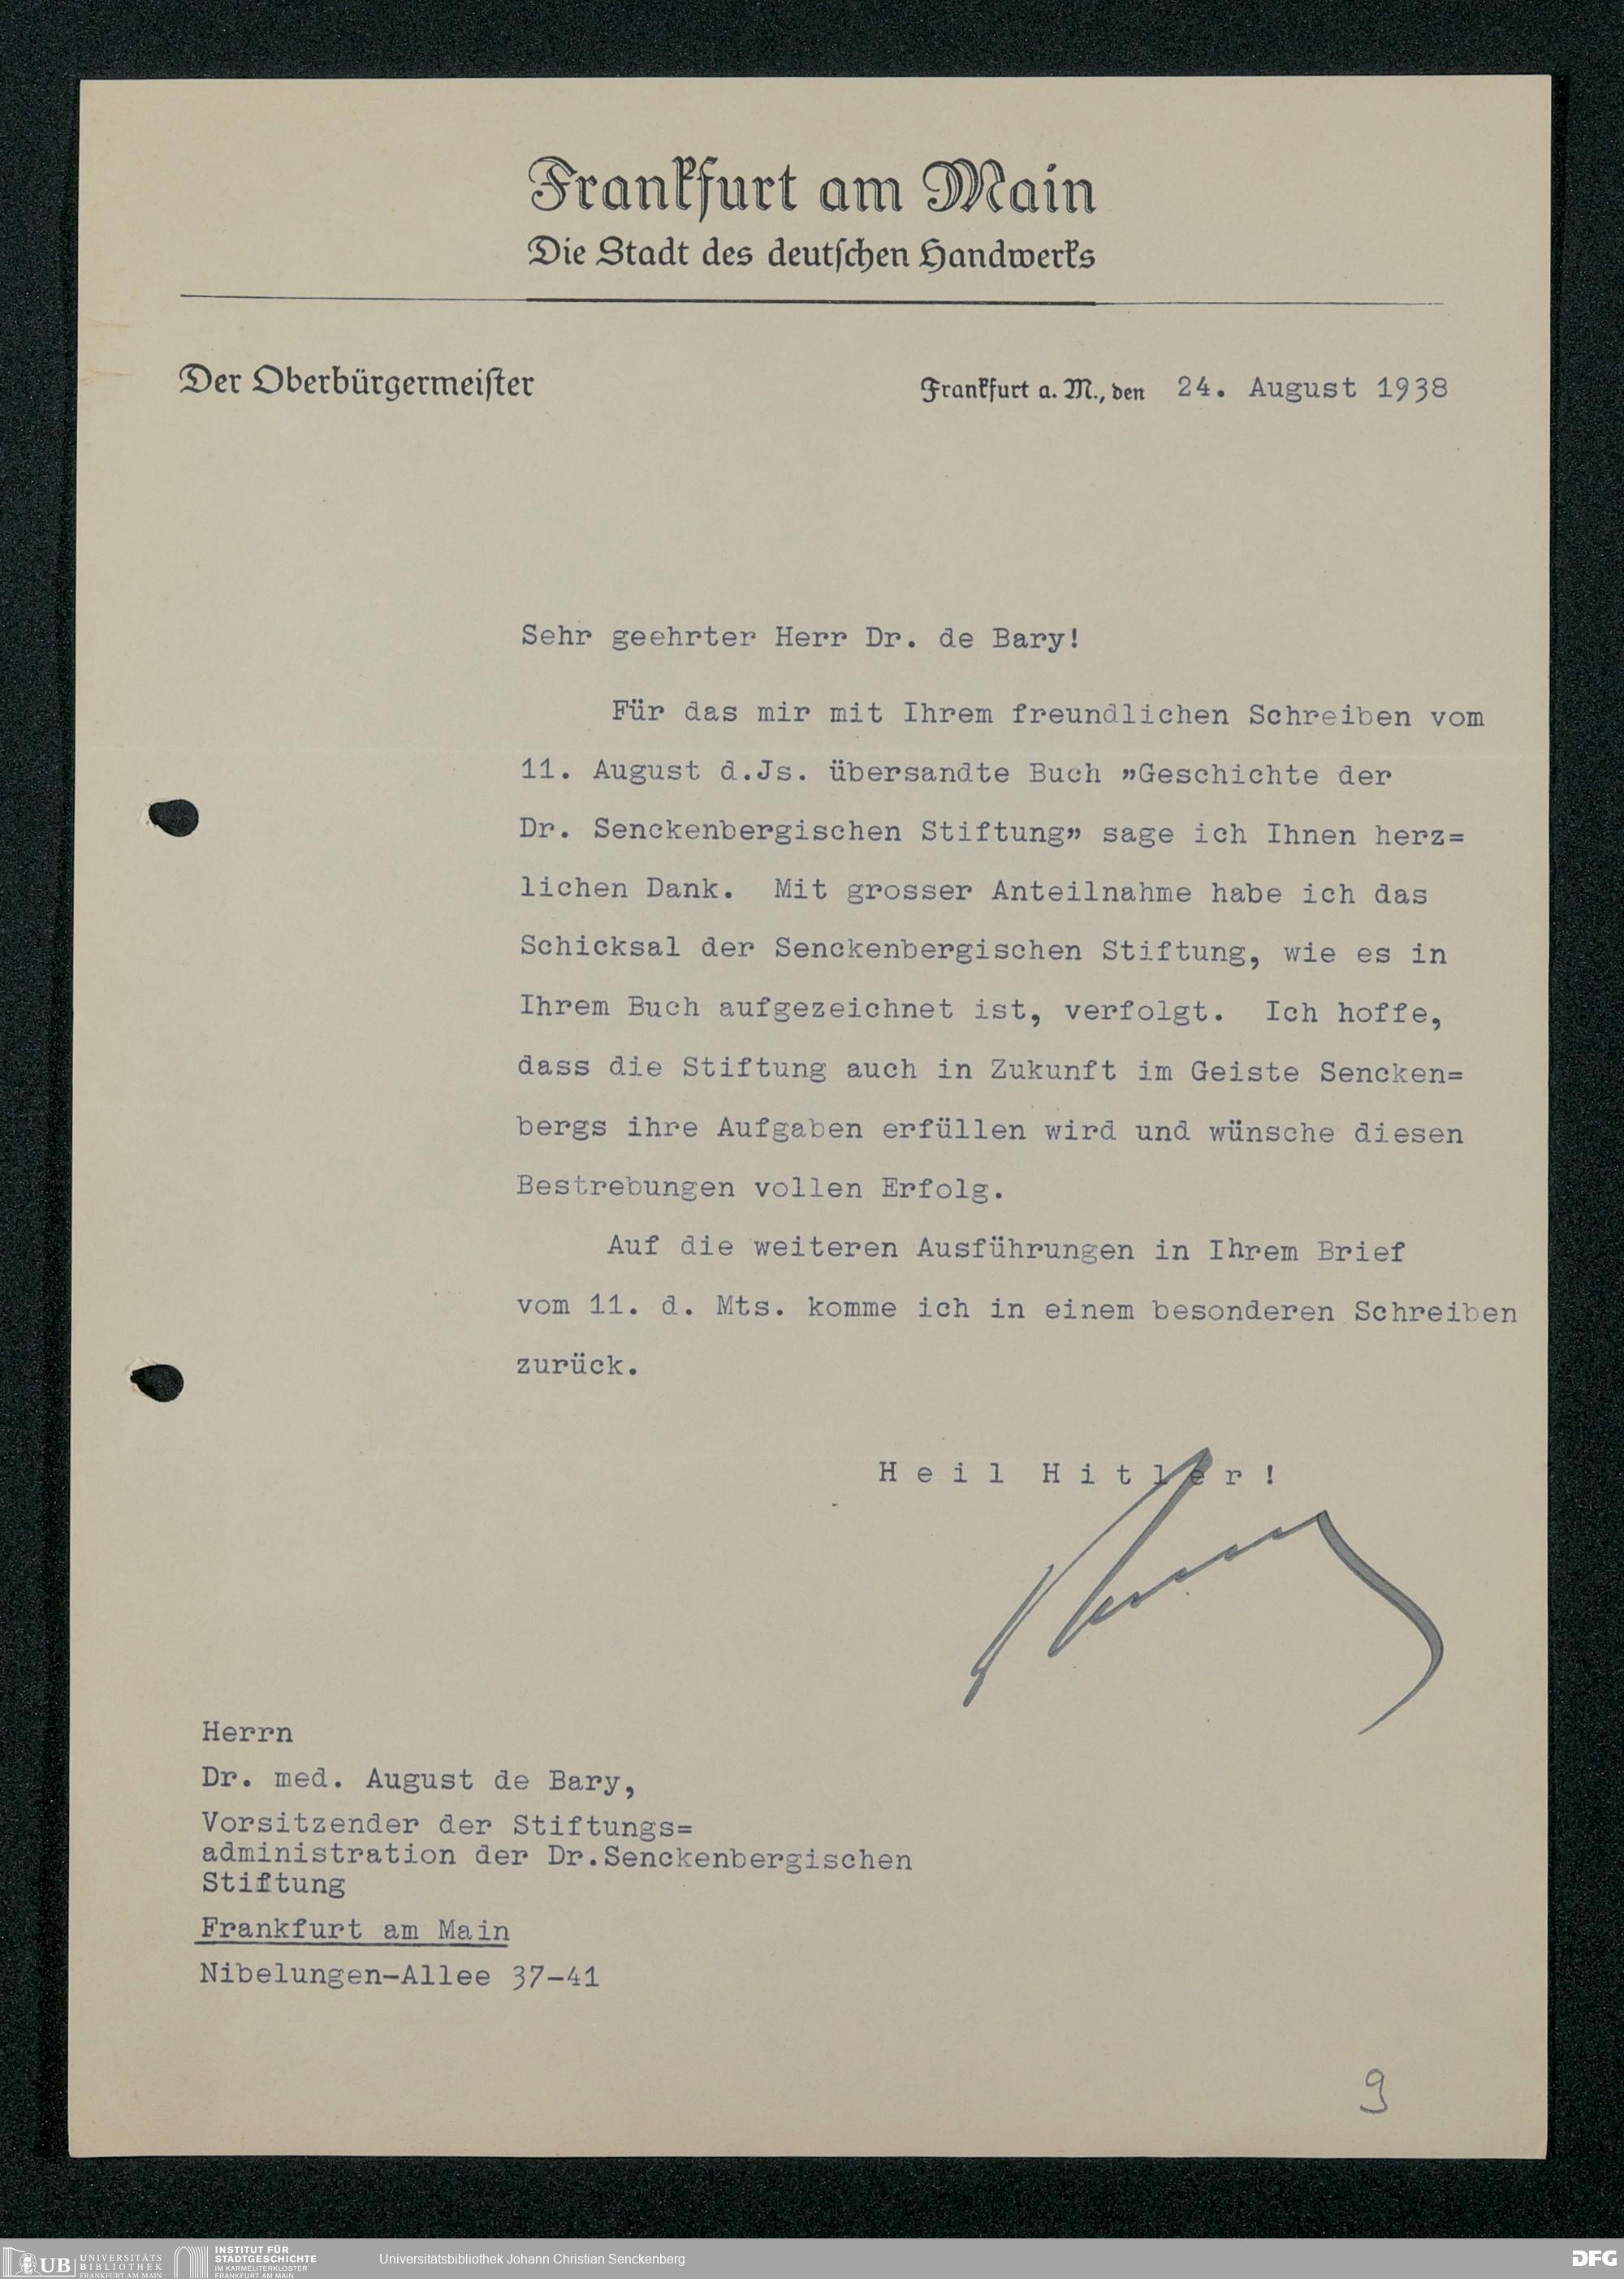 Frankfurt am Main
Die Stadt des deutschen Handwerks
Der Oberbürgermeister
Frankfurt a. M., den 24. August 1938
Sehr geehrter Herr Dr. de Bary!
Für das mir mit Ihrem freundlichen Schreiben vom
11. August d.Js. übersandte Buch „Geschichte der
Dr. Senckenbergischen Stiftung” sage ich Ihnen herz=
lichen Dank. Mit grosser Anteilnahme habe ich das
Schicksal der Senckenbergischen Stiftung, wie es in
Ihrem Buch aufgezeichnet ist, verfolgt. Ich hoffe,
dass die Stiftung auch in Zukunft im Geiste Sencken=
bergs ihre Aufgaben erfüllen wird und wünsche diesen
Bestrebungen vollen Erfolg.
Auf die weiteren Ausführungen in Ihrem Brief
vom 11. d. Mts. komme ich in einem besonderen Schreiben
zurück.
Heil Hitler!
Herrn
Dr. med. August de Bary,
Vorsitzender der Stiftungs=
administration der Dr.Senckenbergischen
Stiftung
Frankfurt am Main
Nibelungen-Allee 37-41
9
UB UNIVERSITÄTS
BIBLIOTHEK
FRANKFURT AM MAIN
INSTITUT FÜR
STADTGESCHICHTE
IM KARMELITERKLOSTER
FRANKFURT AM MAIN
Universitätsbibliothek Johann Christian Senckenberg
DFG